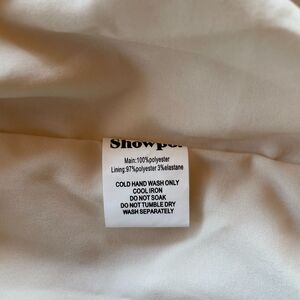 Main:100%polyester
Lining:97%polyester 3%elastane
COLD HAND WASH ONLY
COOL IRON
DO NOT SOAK
DO NOT TUMBLE DRY
WASH SEPARATELY